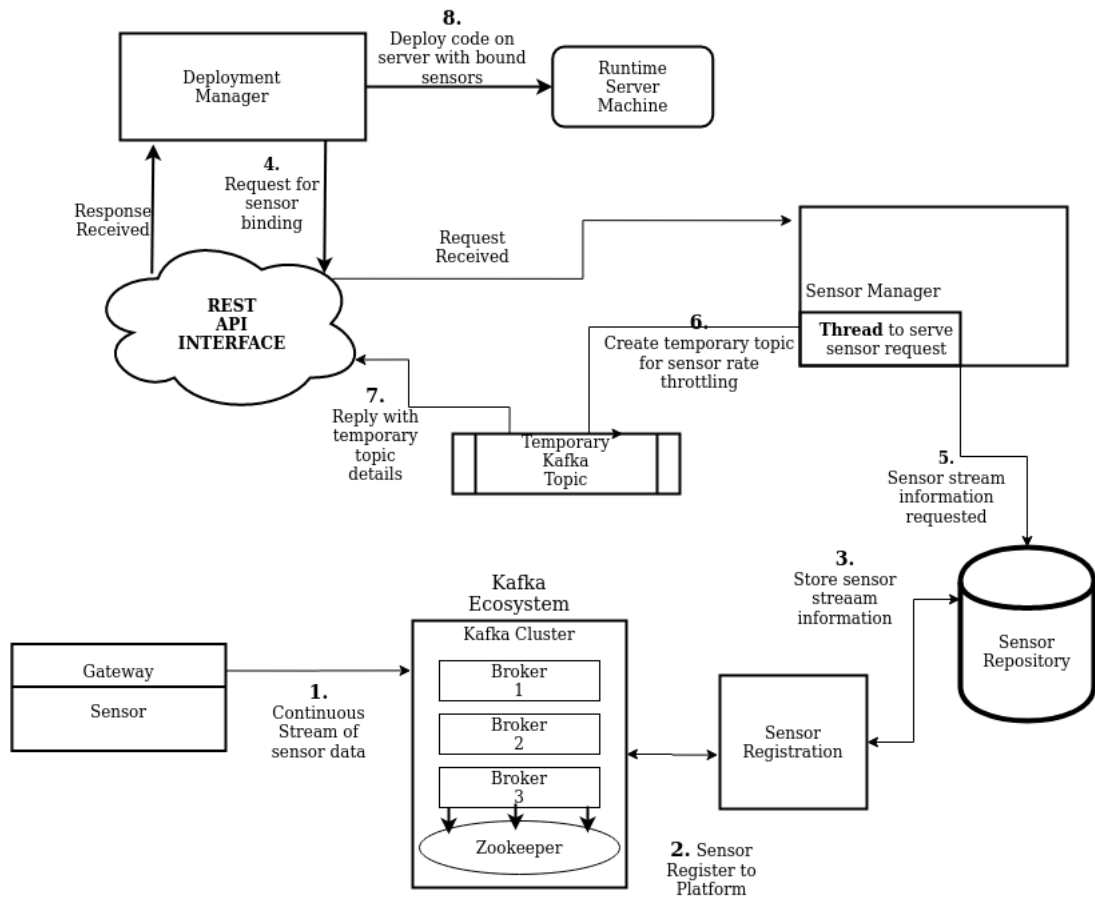 8.
Deploy code on
server with bound
sensors
Deployment
Manager
Runtime
Server
Machine
4.
Request for
sensor
binding
Response
Received
Request
Received
REST
API
INTERFACE
Sensor Manager
Thread to serve
sensor request
6.
Create temporary topic
for sensor rate
throttling
7.
Reply with
temporary
topic
details
Temporary
Kafka
Topic
5.
Sensor stream
information
requested
3.
Store sensor
streaam
information
Sensor
Repository
Kafka
Ecosystem
Kafka Cluster
Broker
1
Broker
2
Broker
3
Zookeeper
Gateway
Sensor
1.
Continuous
Stream of
sensor data
Sensor
Registration
2. Sensor
Register to
Platform